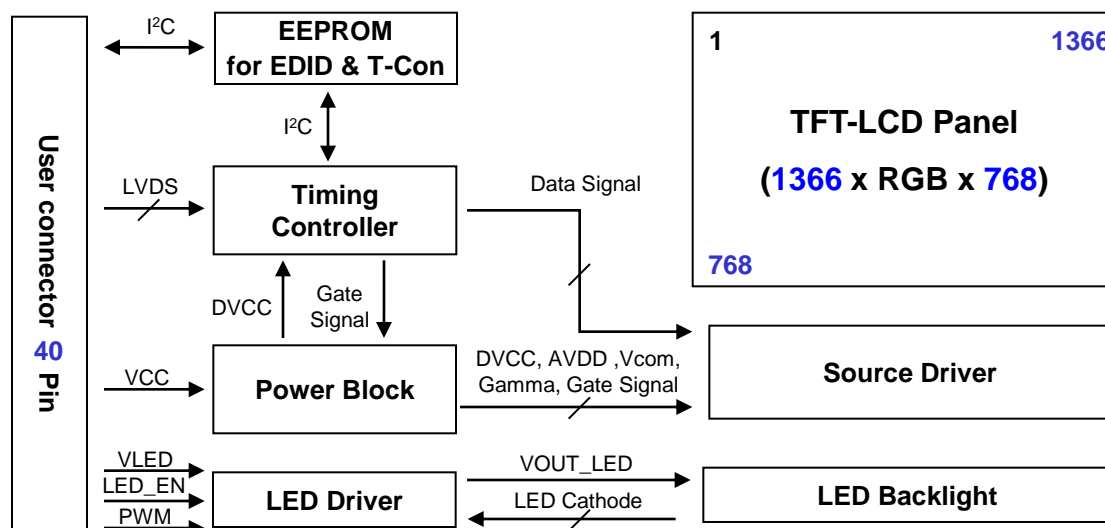 I²C
EEPROM
for EDID & T-Con
1
1366
I²C
TFT-LCD Panel
(1366 x RGB x 768)
User connector 40 Pin
LVDS
Timing
Controller
Data Signal
768
DVCC
Gate
Signal
VCC
Power Block
DVCC, AVDD ,Vcom,
Gamma, Gate Signal
Source Driver
VLED
LED_EN
PWM
LED Driver
VOUT_LED
LED Cathode
LED Backlight